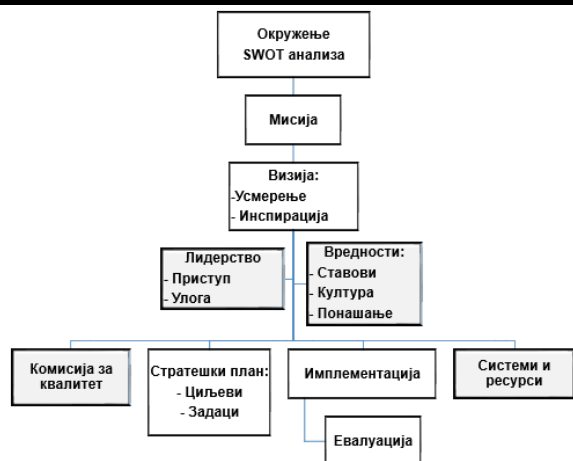 Окружење
SWOT анализа
Мисија
Визија:
-Усмерење
- Инспирација
Лидерство
- Приступ
- Улога
Вредности:
- Ставови
- Култура
- Понашање
Комисија за
квалитет
Стратешки план:
- Циљеви
- Задаци
Имплементација
Системи и
ресурси
Евалуација